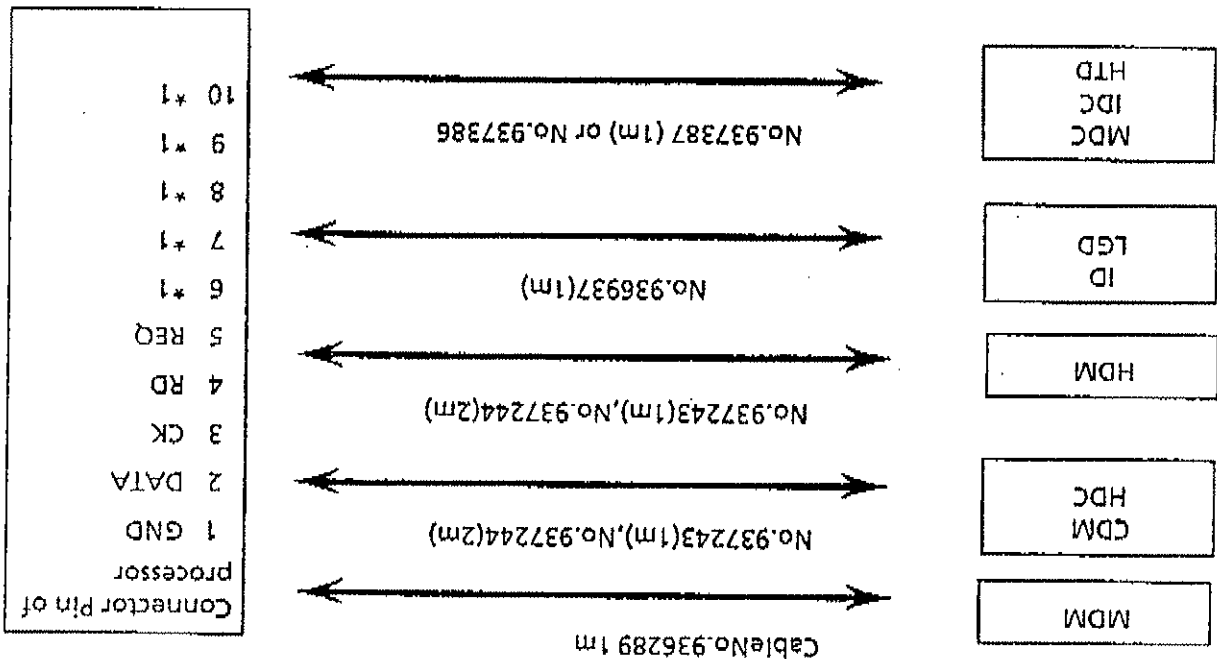 MDM
CDM
HDC
HDM
ID
LGD
MDC
IDC
HTD
CableNo.936289 1m
No.937243(1m),No.937244(2m)
No.937243(1m),No.937244(2m)
No.936937(1m)
No.937387 (1m) or No.937386
Connector Pin of
processor
1 GND
2 DATA
3 CK
4 RD
5 REQ
6 *1
7 *1
8 *1
9 *1
10 *1